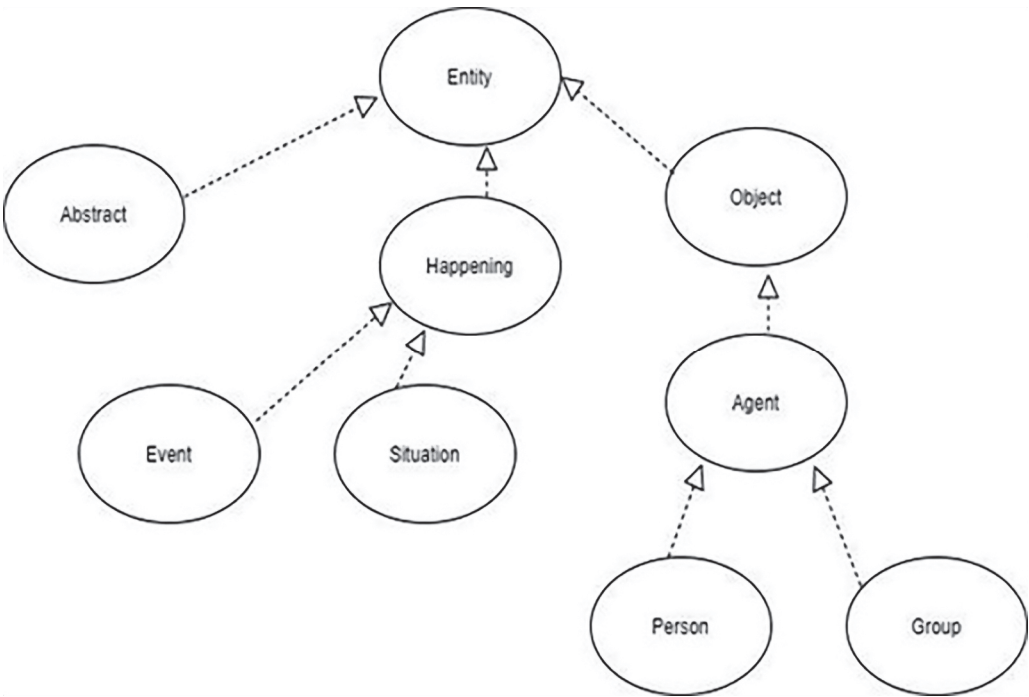 Entity
Abstract
Object
Happening
Event
Situation
Agent
Person
Group